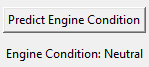 Predict Engine Condition
Engine Condition: Neutral